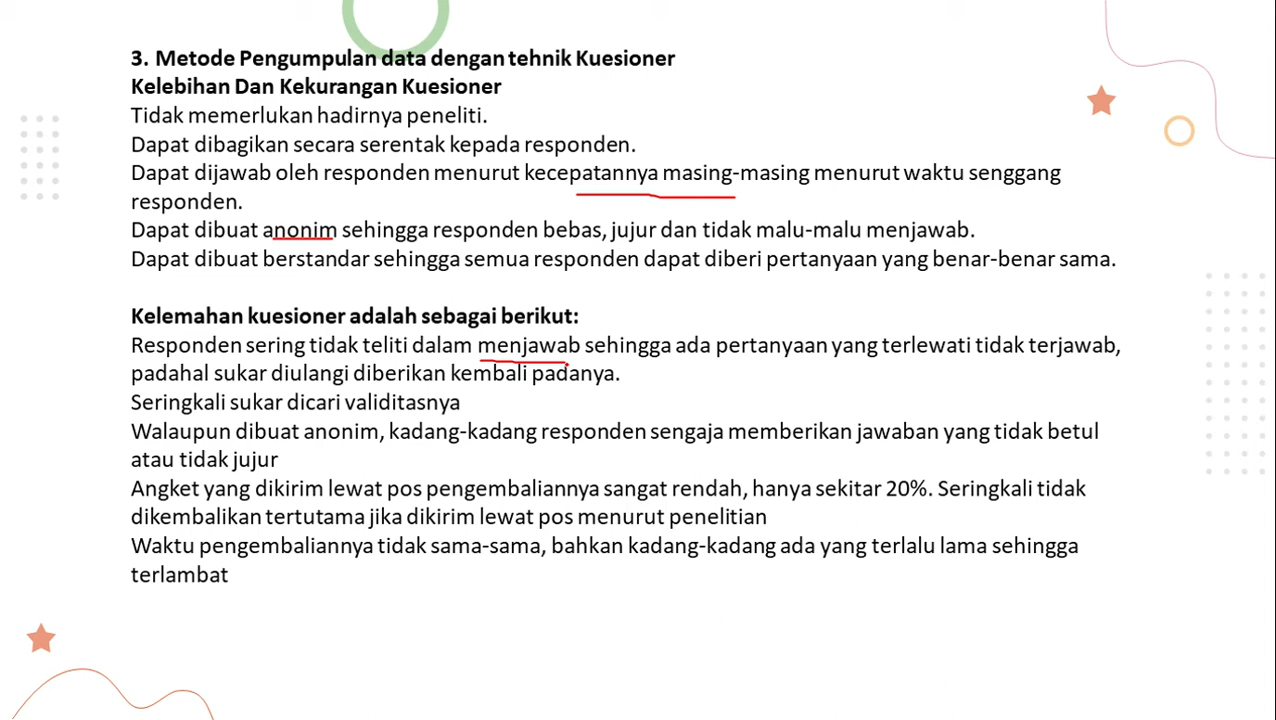 3. Metode Pengumpulan data dengan tehnik Kuesioner
Kelebihan Dan Kekurangan Kuesioner
Tidak memerlukan hadirnya peneliti.
Dapat dibagikan secara serentak kepada responden.
Dapat dijawab oleh responden menurut kecepatannya masing-masing menurut waktu senggang
responden.
Dapat dibuat anonim sehingga responden bebas, jujur dan tidak malu-malu menjawab.
Dapat dibuat berstandar sehingga semua responden dapat diberi pertanyaan yang benar-benar sama.
Kelemahan kuesioner adalah sebagai berikut:
Responden sering tidak teliti dalam menjawab sehingga ada pertanyaan yang terlewati tidak terjawab,
padahal sukar diulangi diberikan kembali padanya.
Seringkali sukar dicari validitasnya
Walaupun dibuat anonim, kadang-kadang responden sengaja memberikan jawaban yang tidak betul
atau tidak jujur
Angket yang dikirim lewat pos pengembaliannya sangat rendah, hanya sekitar 20%. Seringkali tidak
dikembalikan tertutama jika dikirim lewat pos menurut penelitian
Waktu pengembaliannya tidak sama-sama, bahkan kadang-kadang ada yang terlalu lama sehingga
terlambat